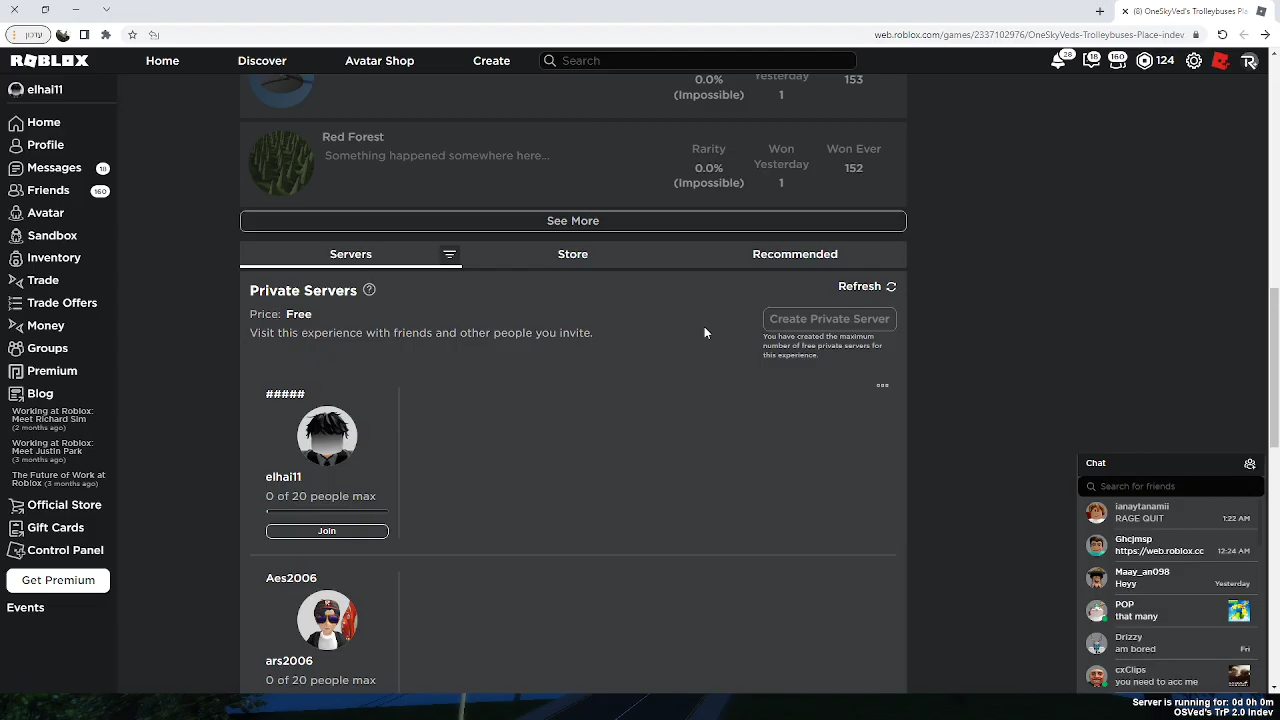 (6) OneSkyVed's Trolleybuses Pla
עדכון
web.roblox.com/games/2337102976/OneSkyVeds-Trolleybuses-Place-indev
ROBLOX
Home
Discover
Avatar Shop
Create
Search
28
18
160
124
elhai11
Home
Profile
Messages 18
Friends 160
Avatar
Sandbox
Inventory
Trade
Trade Offers
Money
Groups
Premium
Blog
Working at Roblox:
Meet Richard Sim
(2 months ago)
Working at Roblox:
Meet Justin Park
(3 months ago)
The Future of Work at
Roblox (3 months ago)
Official Store
Gift Cards
Control Panel
Get Premium
Events
0.0%
(Impossible)
Yesterday
1
153
Red Forest
Something happened somewhere here...
Rarity
0.0%
(Impossible)
Won
Yesterday
1
Won Ever
152
See More
Servers
Store
Recommended
Private Servers
Refresh
Price: Free
Visit this experience with friends and other people you invite.
Create Private Server
You have created the maximum
number of free private servers for
this experience.
#####
elhai11
0 of 20 people max
Join
Aes2006
ars2006
0 of 20 people max
Chat
Search for friends
ianaytanamii
RAGE QUIT 1:22 AM
Ghcjmsp
https://web.roblox.cc 12:24 AM
Maay_an098
Heyy Yesterday
POP
that many
Drizzy
am bored Fri
cxClips
you need to acc me
Server is running for: 0d 0h 0m
OSVed's TrP 2.0 Indev